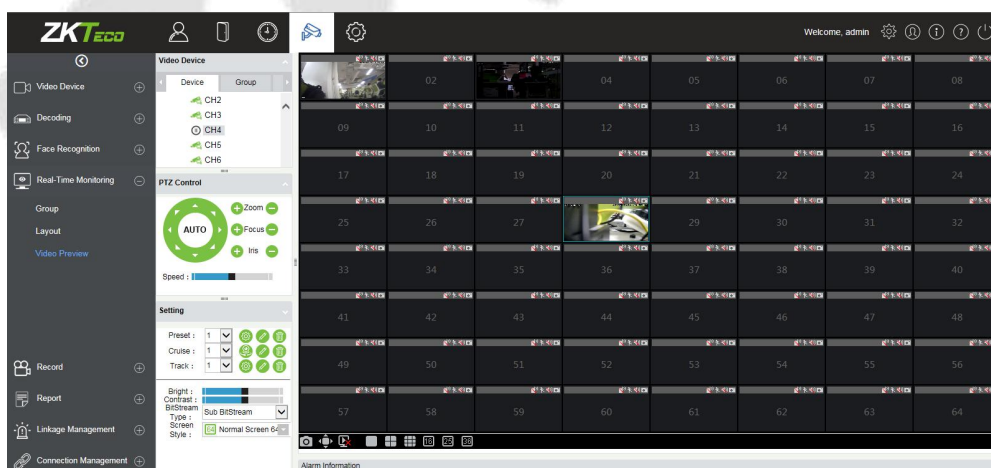 ZKTECO
Welcome, admin
Video Device
Decoding
Face Recognition
Real-Time Monitoring
Group
Layout
Video Preview
Record
Report
Linkage Management
Connection Management
Video Device
Device Group
CH2
CH3
CH4
CH5
CH6
PTZ Control
AUTO
Zoom
Focus
Iris
Speed :
Setting
Preset : 1
Cruise : 1
Track : 1
Bright :
Contrast :
BitStream Type : Sub BitStream
Screen Style : 64 Normal Screen 64
02 04 05 06 07 08
09 10 11 12 13 14 15 16
17 18 19 20 21 22 23 24
25 26 27 29 30 31 32
33 34 35 36 37 38 39 40
41 42 43 44 45 46 47 48
49 50 51 52 53 54 55 56
57 58 59 60 61 62 63 64
16 25 36
Alarm Information